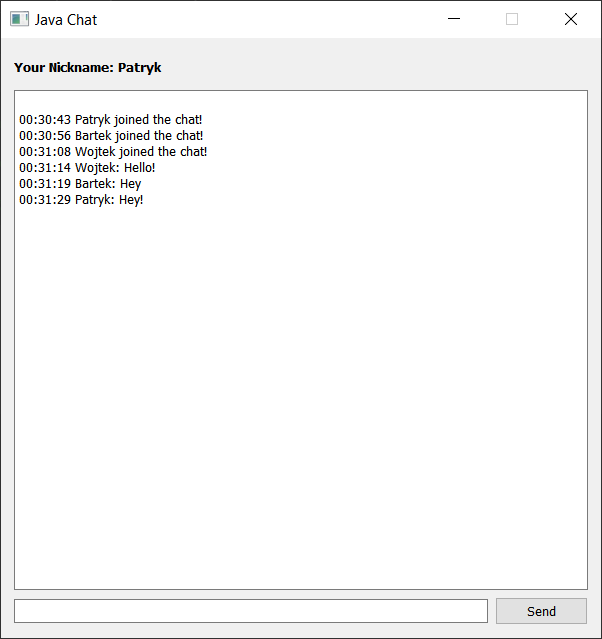 Java Chat
Your Nickname: Patryk
00:30:43 Patryk joined the chat!
00:30:56 Bartek joined the chat!
00:31:08 Wojtek joined the chat!
00:31:14 Wojtek: Hello!
00:31:19 Bartek: Hey
00:31:29 Patryk: Hey!
Send